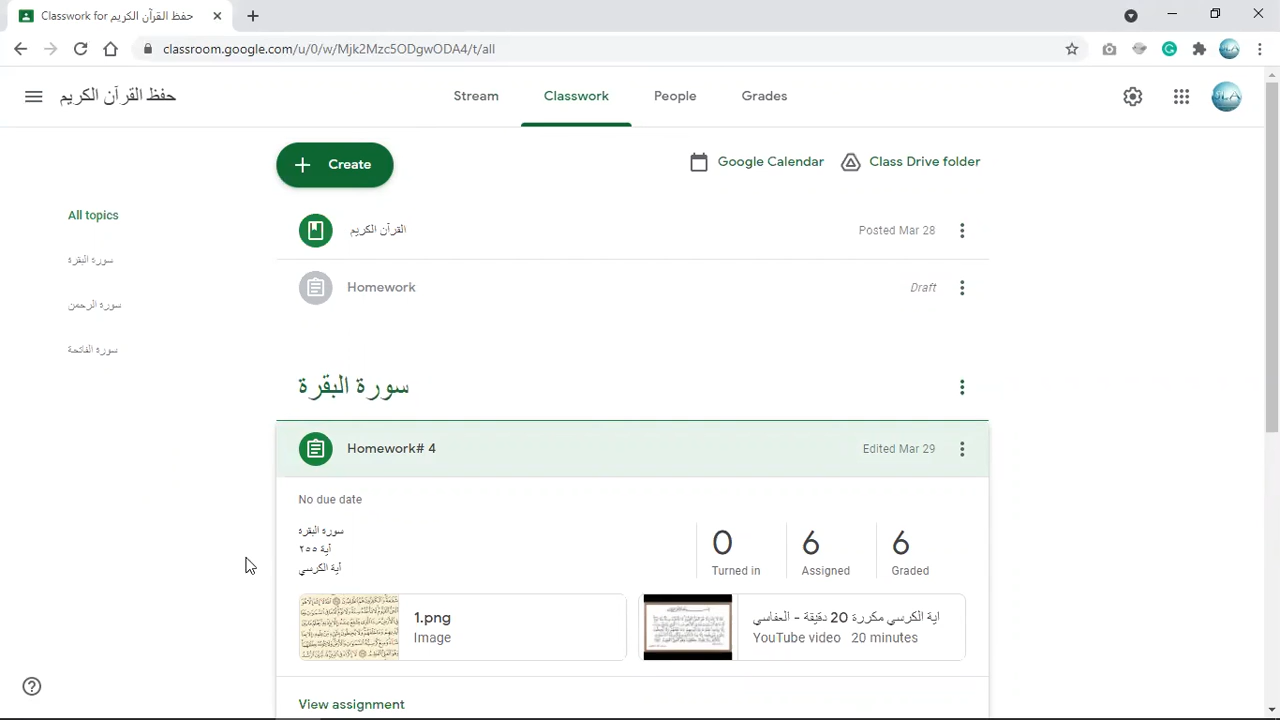 Classwork for حفظ القرآن الكريم
classroom.google.com/u/0/w/Mjk2Mzc5ODgwODA4/t/all
حفظ القرآن الكريم
Stream
Classwork
People
Grades
Create
Google Calendar
Class Drive folder
All topics
سورة البقرة
سورة الرحمن
سورة الفاتحة
القرآن الكريم
Posted Mar 28
Homework
Draft
سورة البقرة
Homework# 4
Edited Mar 29
No due date
سورة البقرة
آية ٢٥٥
آية الكرسي
0
Turned in
6
Assigned
6
Graded
1.png
Image
اية الكرسي مكررة 20 دقيقة - العفاسي
YouTube video 20 minutes
View assignment